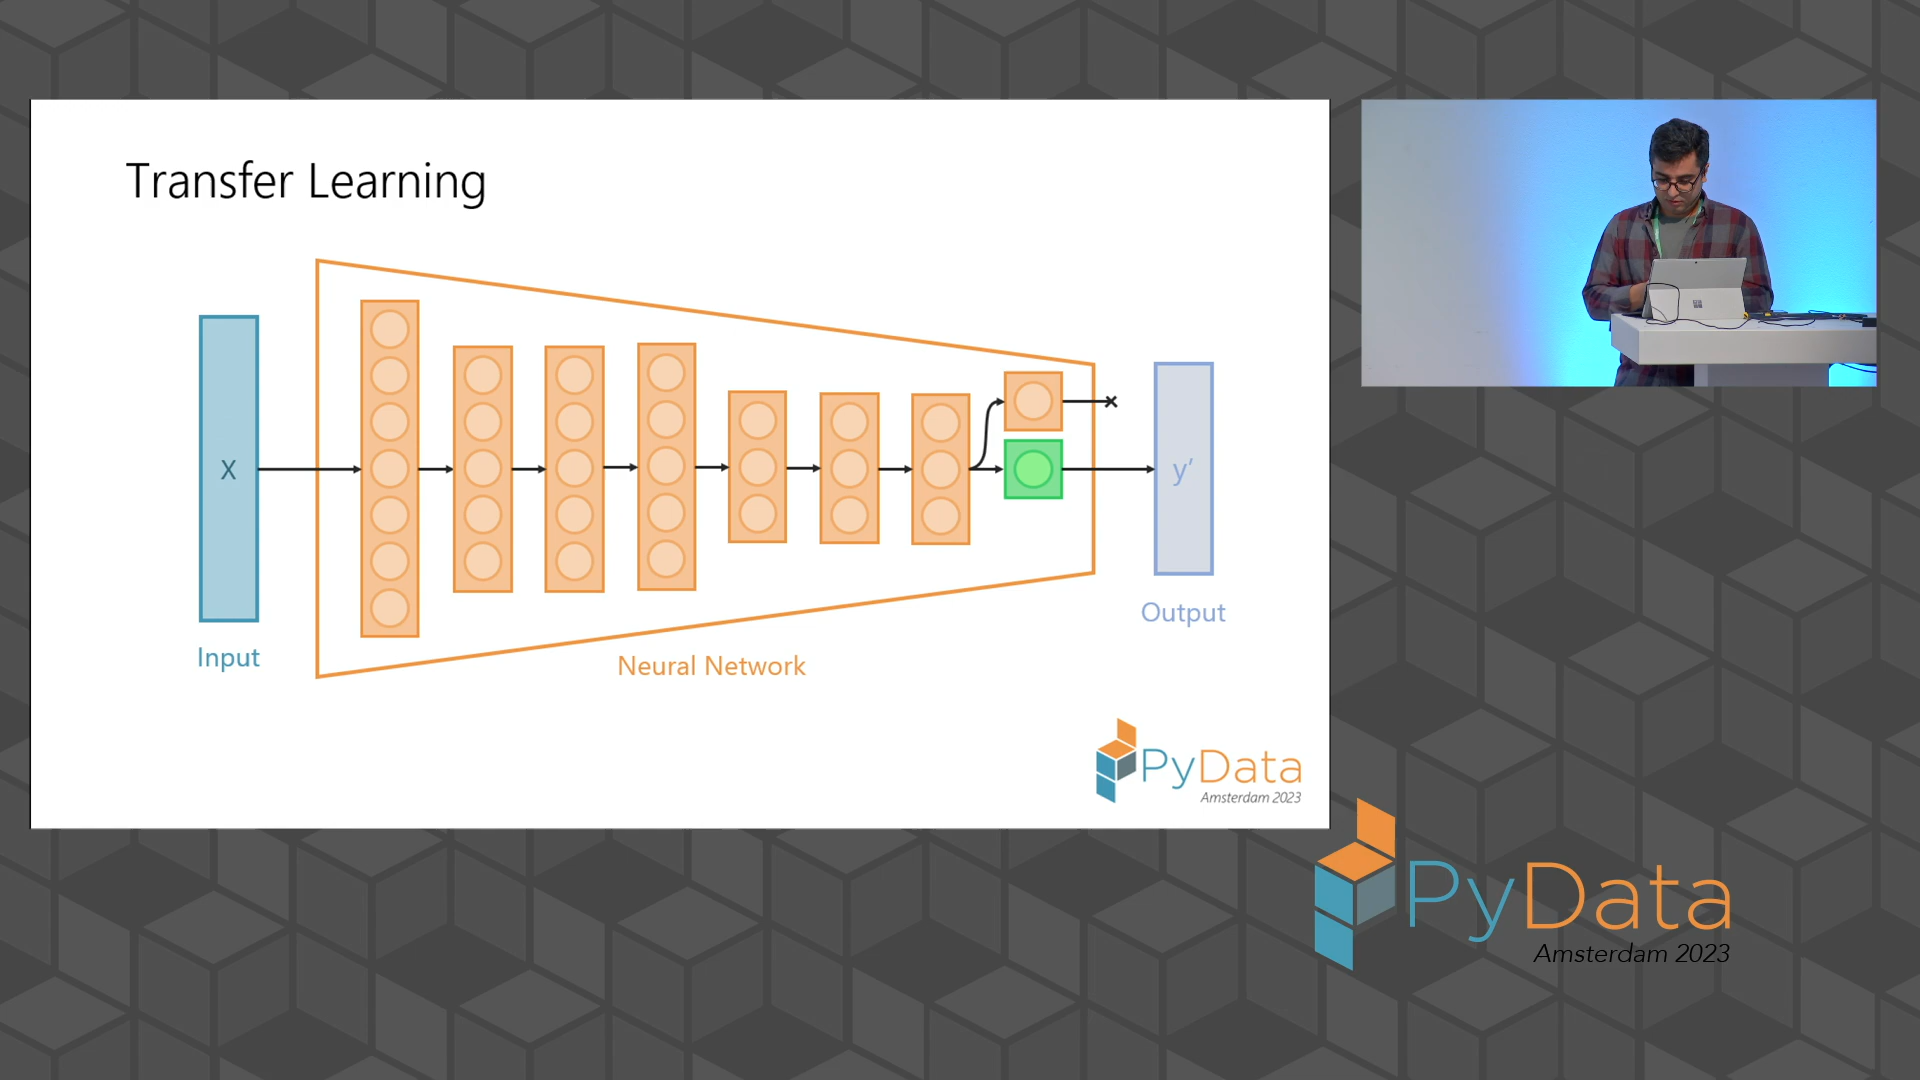 Transfer Learning
X
y'
Input
Output
Neural Network
PyData
Amsterdam 2023
PyData
Amsterdam 2023